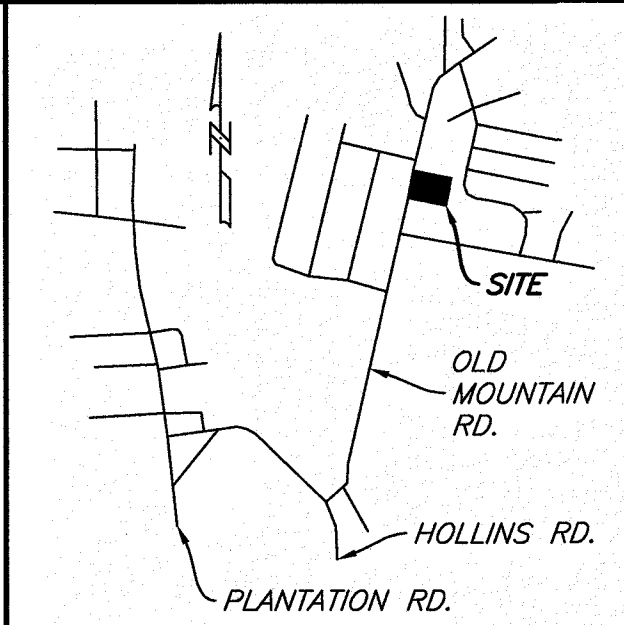 N
SITE
OLD
MOUNTAIN
RD.
HOLLINS RD.
PLANTATION RD.